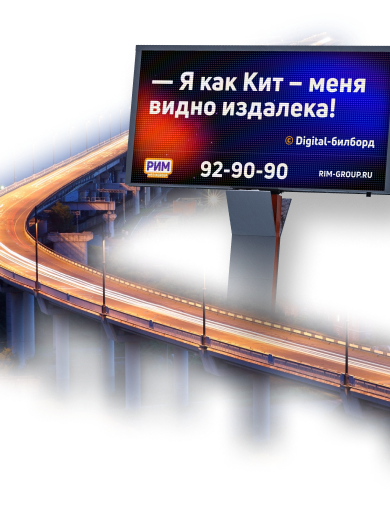 — Я как Кит – меня
видно издалека!
© Digital-билборд
РИМ
92-90-90
RIM-GROUP.RU